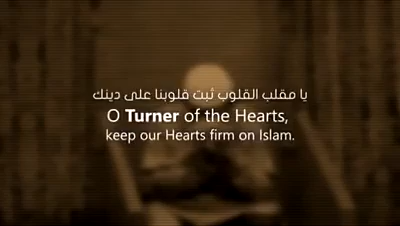 يا مقلب القلوب ثبت قلوبنا على دينك
O Turner of the Hearts,
keep our Hearts firm on Islam.